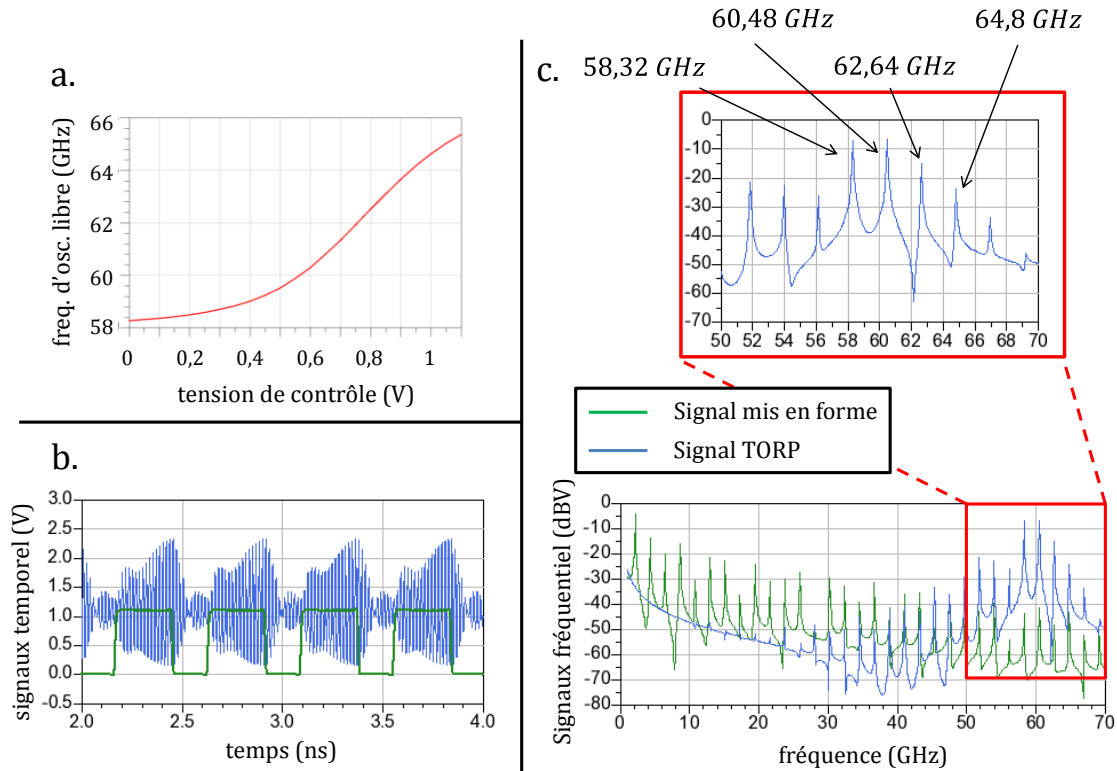 a.
freq. d'osc. libre (GHz)
66
64
62
60
58
0 0,2 0,4 0,6 0,8 1
tension de contrôle (V)
b.
signaux temporel (V)
3.0
2.5
2.0
1.5
1.0
0.5
0.0
-0.5
2.0 2.5 3.0 3.5 4.0
temps (ns)
c.
60,48 GHz
64,8 GHz
58,32 GHz
62,64 GHz
0
-10
-20
-30
-40
-50
-60
-70
50 52 54 56 58 60 62 64 66 68 70
Signal mis en forme
Signal TORP
Signaux fréquentiel (dBV)
0
-10
-20
-30
-40
-50
-60
-70
-80
0 10 20 30 40 50 60 70
fréquence (GHz)